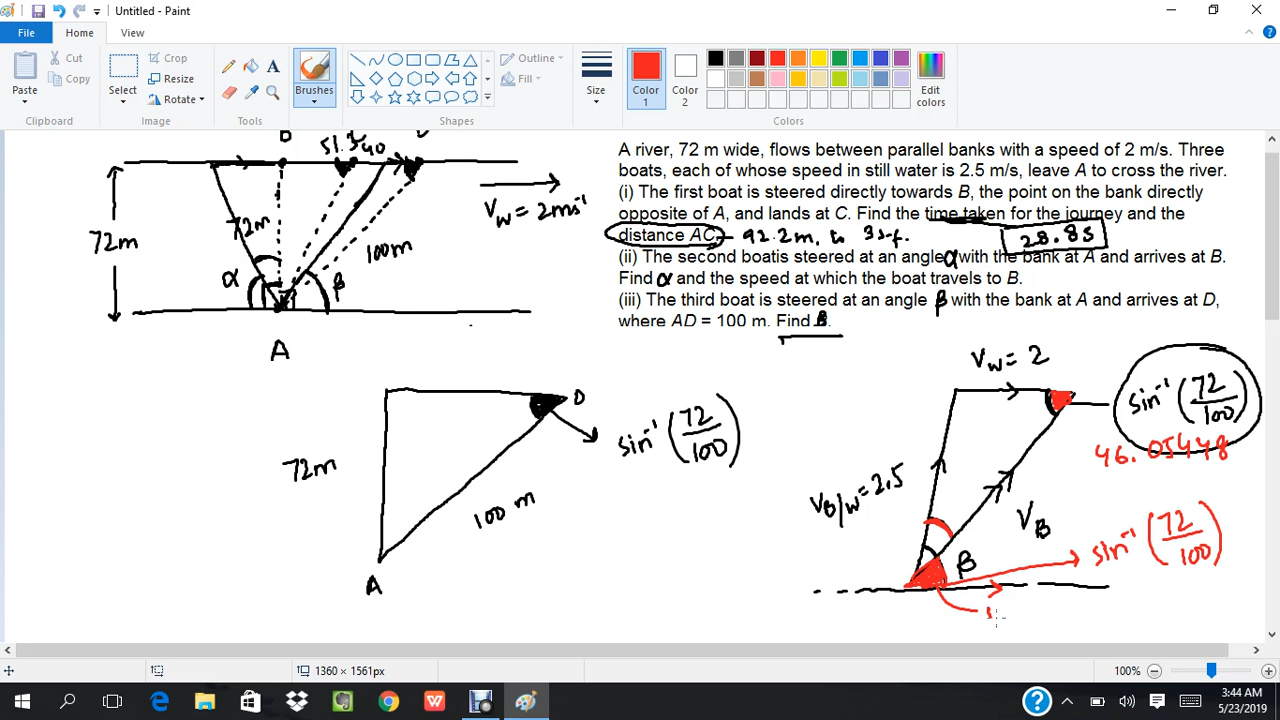 Untitled - Paint
File
Home
View
Paste
Cut
Copy
Clipboard
Select
Crop
Resize
Rotate
Image
Tools
Brushes
Shapes
Outline
Fill
Size
Color 1
Color 2
Edit colors
Colors
A river, 72 m wide, flows between parallel banks with a speed of 2 m/s. Three
boats, each of whose speed in still water is 2.5 m/s, leave A to cross the river.
(i) The first boat is steered directly towards B, the point on the bank directly
opposite of A, and lands at C. Find the time taken for the journey and the
distance AC. 92.2m. to 3 s.f. 28.8s
(ii) The second boatis steered at an angle α with the bank at A and arrives at B.
Find α and the speed at which the boat travels to B.
(iii) The third boat is steered at an angle β with the bank at A and arrives at D,
where AD = 100 m. Find β.
51.3°
40
72m
72m
100m
Vw = 2ms⁻¹
α
β
A
D
72m
100 m
A
sin⁻¹ (72/100)
Vw = 2
sin⁻¹ (72/100)
46.05448
VB/w = 2.5
VB
β
sin⁻¹ (72/100)
1360 × 1561px
100%
3:44 AM
5/23/2019